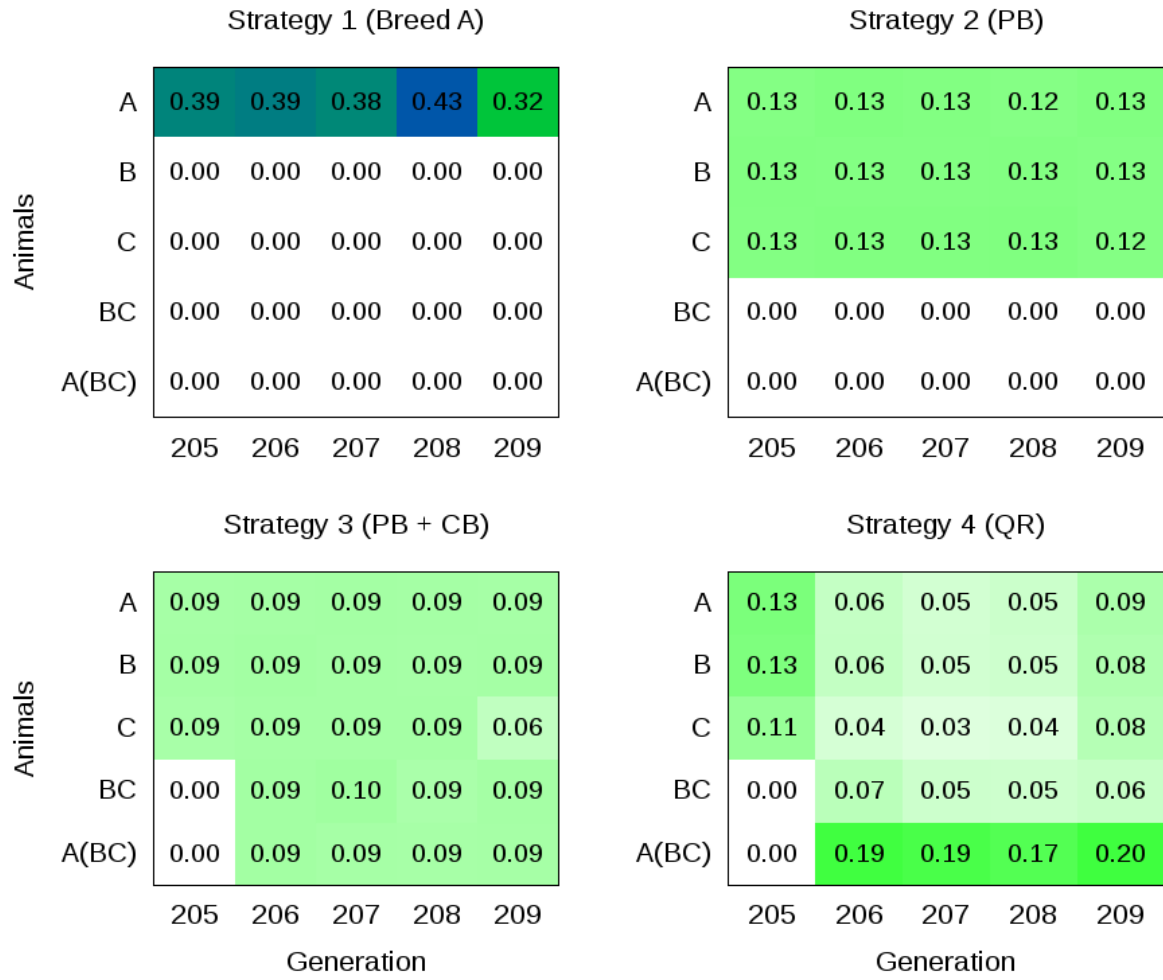 Strategy 1 (Breed A)
Animals
A 0.39 0.39 0.38 0.43 0.32
B 0.00 0.00 0.00 0.00 0.00
C 0.00 0.00 0.00 0.00 0.00
BC 0.00 0.00 0.00 0.00 0.00
A(BC) 0.00 0.00 0.00 0.00 0.00
205 206 207 208 209
Strategy 2 (PB)
A 0.13 0.13 0.13 0.12 0.13
B 0.13 0.13 0.13 0.13 0.13
C 0.13 0.13 0.13 0.13 0.12
BC 0.00 0.00 0.00 0.00 0.00
A(BC) 0.00 0.00 0.00 0.00 0.00
205 206 207 208 209
Strategy 3 (PB + CB)
Animals
A 0.09 0.09 0.09 0.09 0.09
B 0.09 0.09 0.09 0.09 0.09
C 0.09 0.09 0.09 0.09 0.06
BC 0.00 0.09 0.10 0.09 0.09
A(BC) 0.00 0.09 0.09 0.09 0.09
205 206 207 208 209
Generation
Strategy 4 (QR)
A 0.13 0.06 0.05 0.05 0.09
B 0.13 0.06 0.05 0.05 0.08
C 0.11 0.04 0.03 0.04 0.08
BC 0.00 0.07 0.05 0.05 0.06
A(BC) 0.00 0.19 0.19 0.17 0.20
205 206 207 208 209
Generation